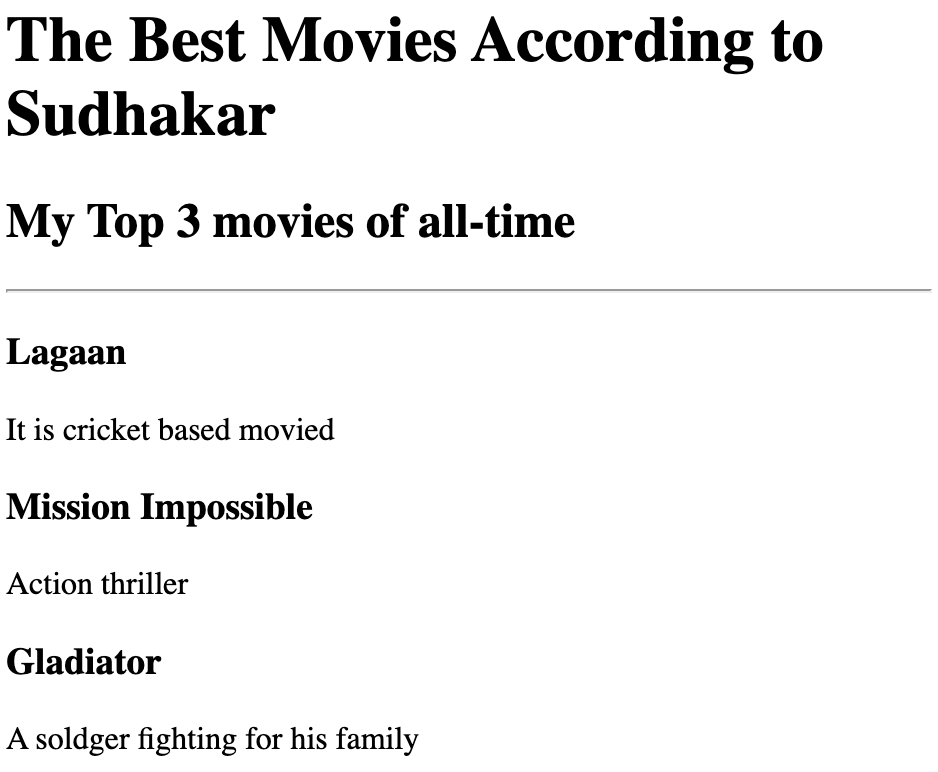 The Best Movies According to
Sudhakar
My Top 3 movies of all-time
Lagaan
It is cricket based movied
Mission Impossible
Action thriller
Gladiator
A soldger fighting for his family